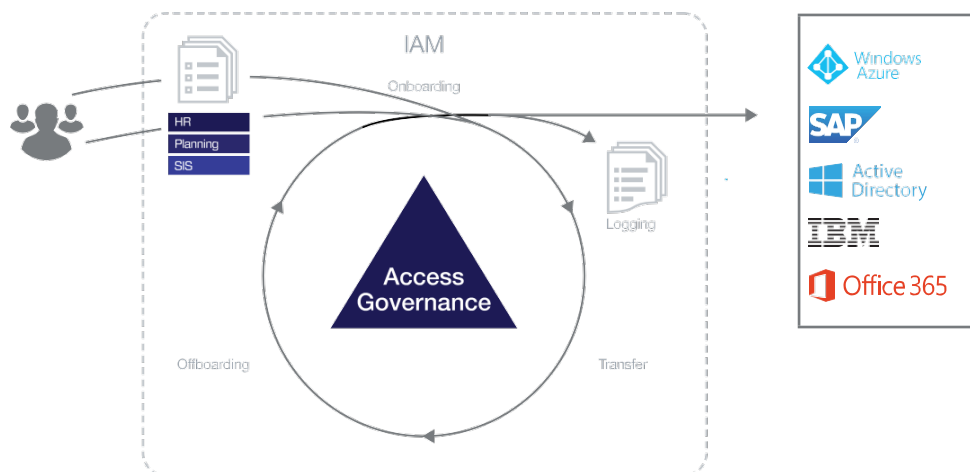 IAM
Onboarding
HR
Planning
SIS
Logging
Access
Governance
Offboarding
Transfer
Windows
Azure
SAP
Active
Directory
IBM
Office 365